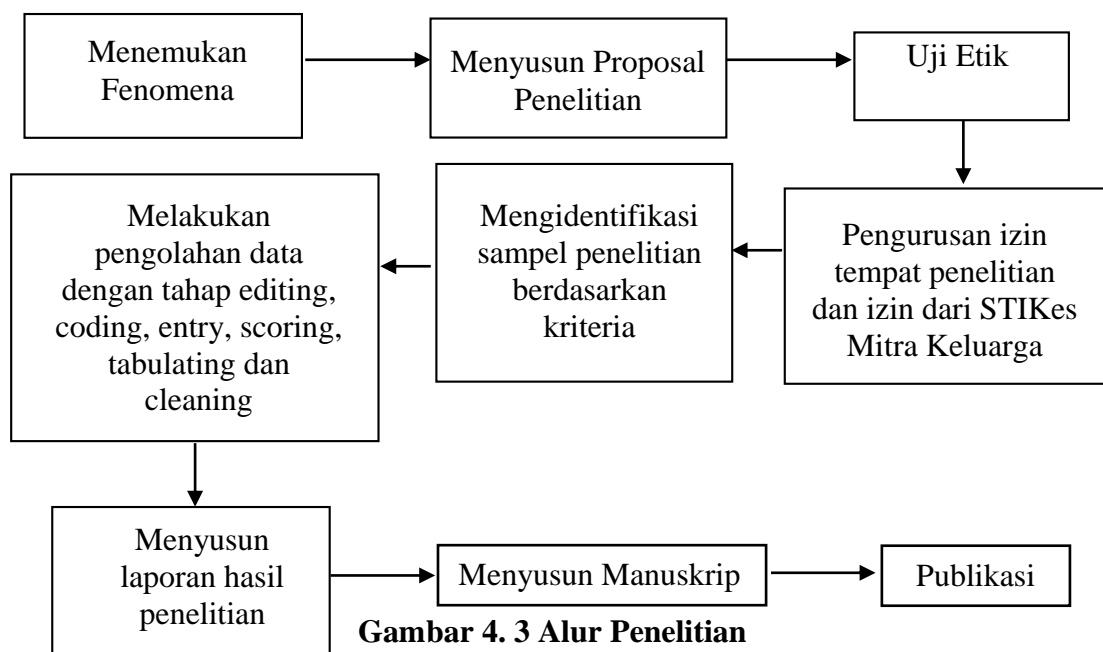 Menemukan
Fenomena
Menyusun Proposal
Penelitian
Uji Etik
Pengurusan izin
tempat penelitian
dan izin dari STIKes
Mitra Keluarga
Mengidentifikasi
sampel penelitian
berdasarkan
kriteria
Melakukan
pengolahan data
dengan tahap editing,
coding, entry, scoring,
tabulating dan
cleaning
Menyusun
laporan hasil
penelitian
Menyusun Manuskrip
Publikasi
Gambar 4. 3 Alur Penelitian